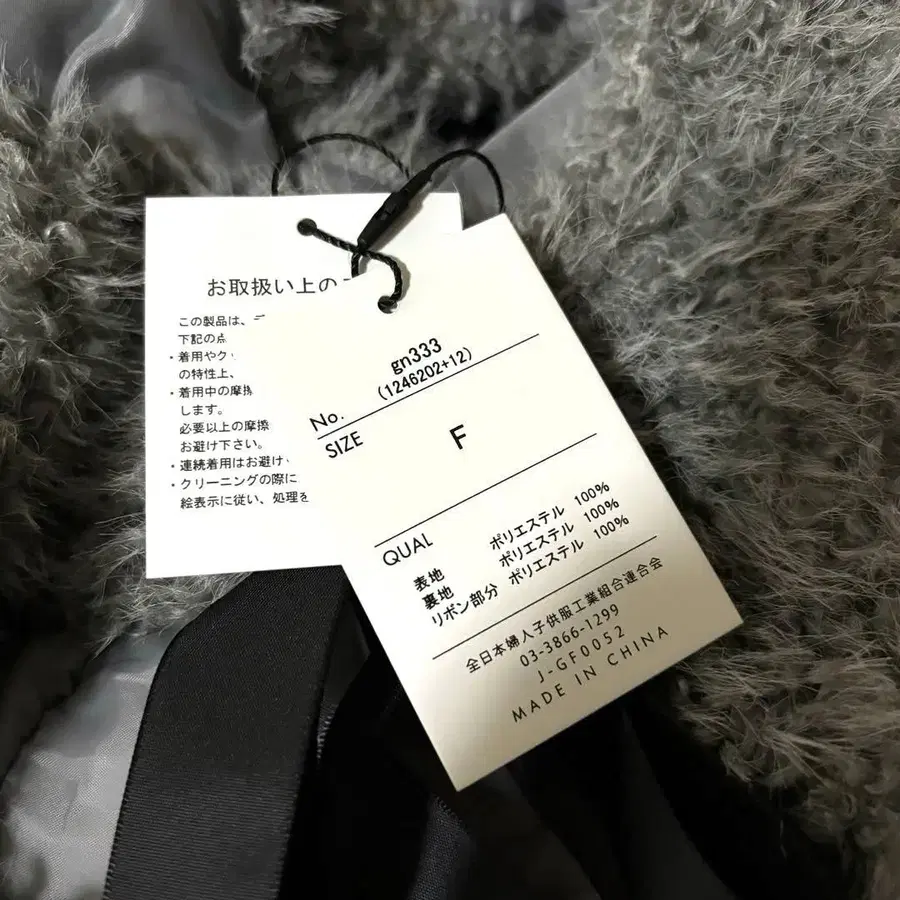 お取扱い上のご
この製品は、デ
下記の点
・着用やク
の特性上、
・着用中の摩擦
します。
必要以上の摩擦
お避け下さい。
・連続着用はお避け
・クリーニングの際に
絵表示に従い、処理を
No. gn333
(1246202+12)
SIZE F
QUAL
表地 ポリエステル 100%
裏地 ポリエステル 100%
リボン部分 ポリエステル 100%
全日本婦人子供服工業組合連合会
03-3866-1299
J-GF0052
MADE IN CHINA